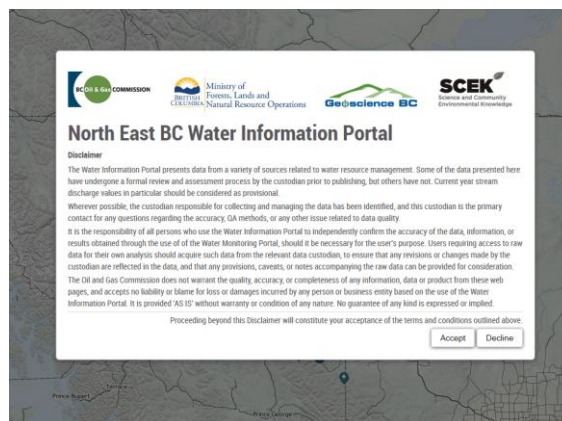 BC Oil & Gas COMMISSION
BRITISH
COLUMBIA
Ministry of
Forests, Lands and
Natural Resource Operations
Geoscience BC
SCEK
Science and Community
Environmental Knowledge
North East BC Water Information Portal
Disclaimer
The Water Information Portal presents data from a variety of sources related to water resource management. Some of the data presented here
have undergone a formal review and assessment process by the custodian prior to publishing, but others have not. Current year stream
discharge values in particular should be considered as provisional.
Wherever possible, the custodian responsible for collecting and managing the data has been identified, and this custodian is the primary
contact for any questions regarding the accuracy, QA methods, or any other issue related to data quality.
It is the responsibility of all persons who use the Water Information Portal to independently confirm the accuracy of the data, information, or
results obtained through the use of of the Water Monitoring Portal, should it be necessary for the user's purpose. Users requiring access to raw
data for their own analysis should acquire such data from the relevant data custodian, to ensure that any revisions or changes made by the
custodian are reflected in the data, and that any provisions, caveats, or notes accompanying the raw data can be provided for consideration.
The Oil and Gas Commission does not warrant the quality, accuracy, or completeness of any information, data or product from these web
pages, and accepts no liability or blame for loss or damages incurred by any person or business entity based on the use of the Water
Information Portal. It is provided 'AS IS' without warranty or condition of any nature. No guarantee of any kind is expressed or implied.
Proceeding beyond this Disclaimer will constitute your acceptance of the terms and conditions outlined above.
Accept Decline
Terrace
Prince Rupert
Prince George